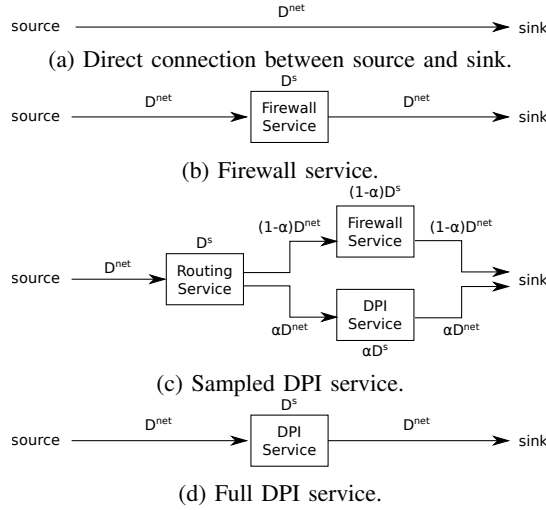 D^net
source sink
(a) Direct connection between source and sink.
D^s
D^net Firewall Service D^net
source sink
(b) Firewall service.
(1-α)D^s
(1-α)D^net Firewall Service (1-α)D^net
D^s
source D^net Routing Service sink
αD^net DPI Service αD^net
αD^s
(c) Sampled DPI service.
D^s
D^net DPI Service D^net
source sink
(d) Full DPI service.